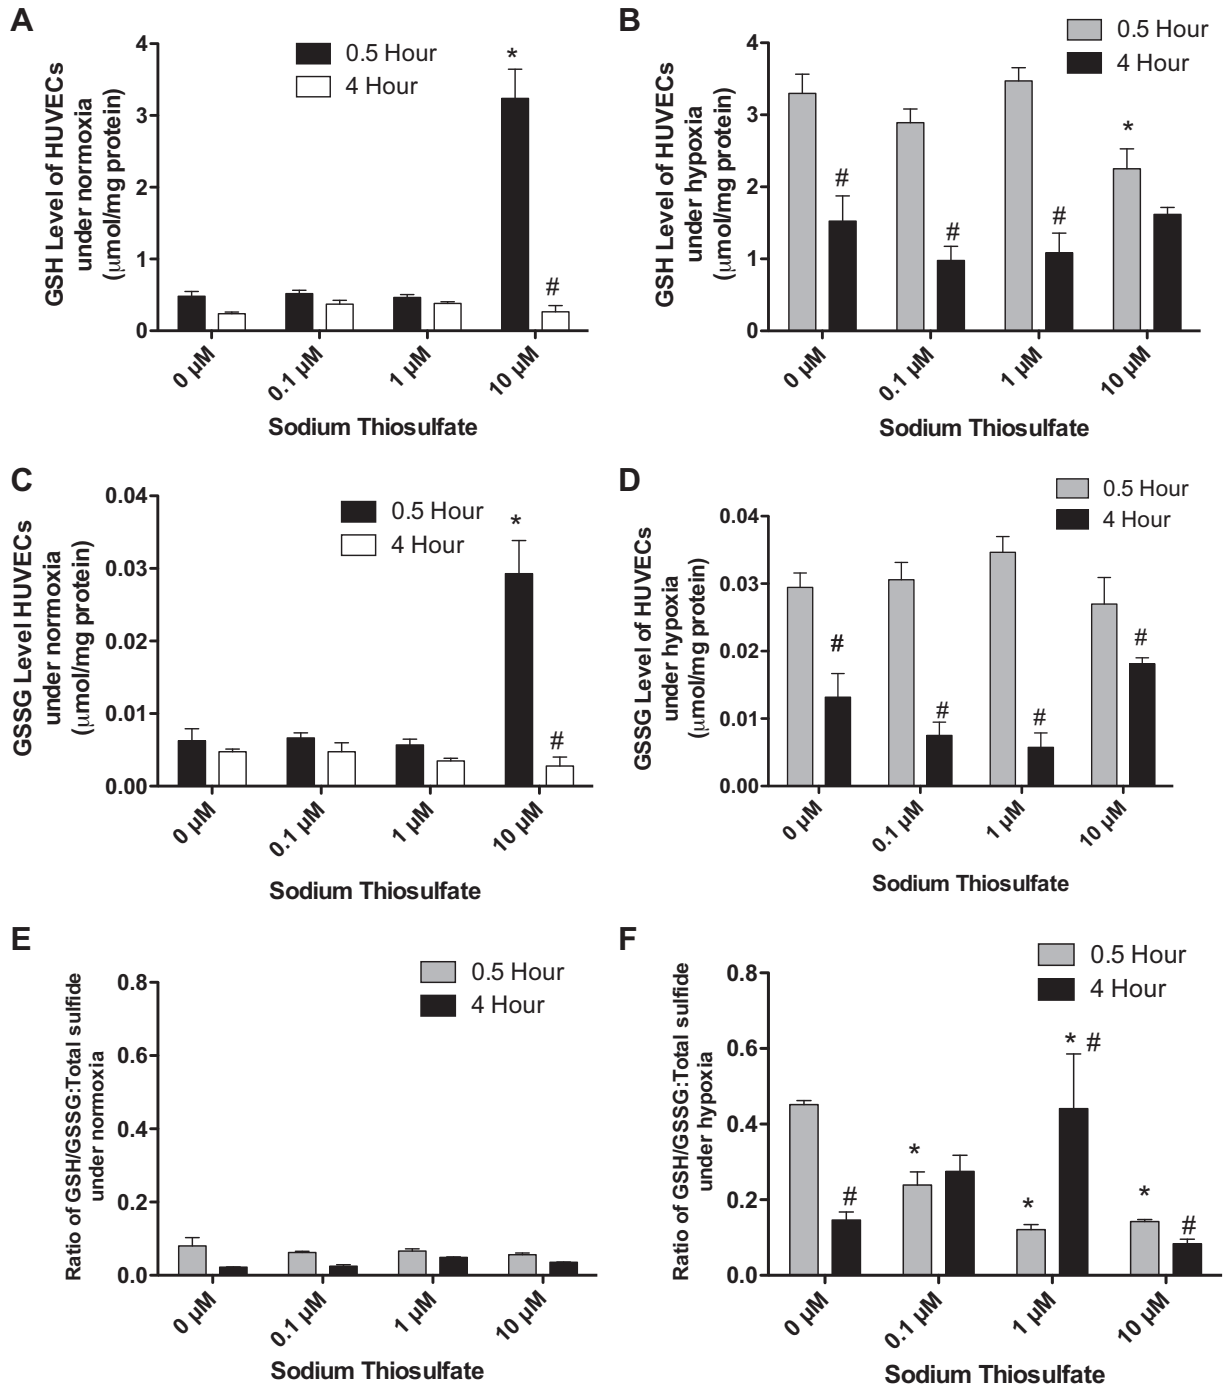 A
GSH Level of HUVECs
under normoxia
(µmol/mg protein)
4
3
2
1
0
0.5 Hour
4 Hour
*
#
0 µM
0.1 µM
1 µM
10 µM
Sodium Thiosulfate
B
GSH Level of HUVECs
under hypoxia
(µmol/mg protein)
4
3
2
1
0
0.5 Hour
4 Hour
#
#
#
*
0 µM
0.1 µM
1 µM
10 µM
Sodium Thiosulfate
C
GSSG Level HUVECs
under normoxia
(µmol/mg protein)
0.04
0.03
0.02
0.01
0.00
0.5 Hour
4 Hour
*
#
0 µM
0.1 µM
1 µM
10 µM
Sodium Thiosulfate
D
GSSG Level of HUVECs
under hypoxia
(µmol/mg protein)
0.04
0.03
0.02
0.01
0.00
0.5 Hour
4 Hour
#
#
#
#
0 µM
0.1 µM
1 µM
10 µM
Sodium Thiosulfate
E
Ratio of GSH/GSSG:Total sulfide
under normoxia
0.8
0.6
0.4
0.2
0.0
0.5 Hour
4 Hour
0 µM
0.1 µM
1 µM
10 µM
Sodium Thiosulfate
F
Ratio of GSH/GSSG:Total sulfide
under hypoxia
0.8
0.6
0.4
0.2
0.0
0.5 Hour
4 Hour
#
*
*
* #
*
#
0 µM
0.1 µM
1 µM
10 µM
Sodium Thiosulfate